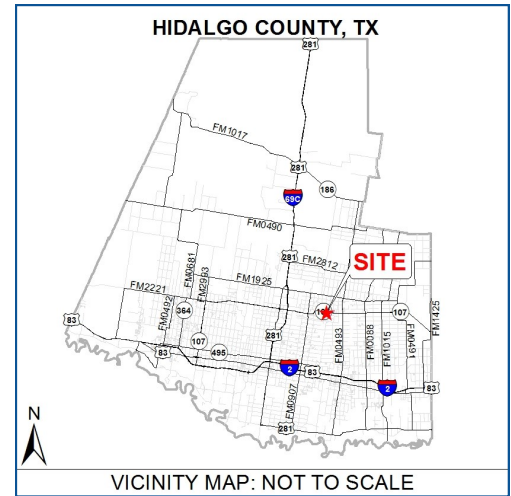 HIDALGO COUNTY, TX
281
FM1017
281
186
69C
FM0490
FM2812
SITE
FM0681
FM2993
FM1925
FM2221
FM0492
364
107
FM1425
83
FM0493
FM0088
FM1015
FM0491
107
495
281
83
2
83
FM0907
2
83
281
N
VICINITY MAP: NOT TO SCALE